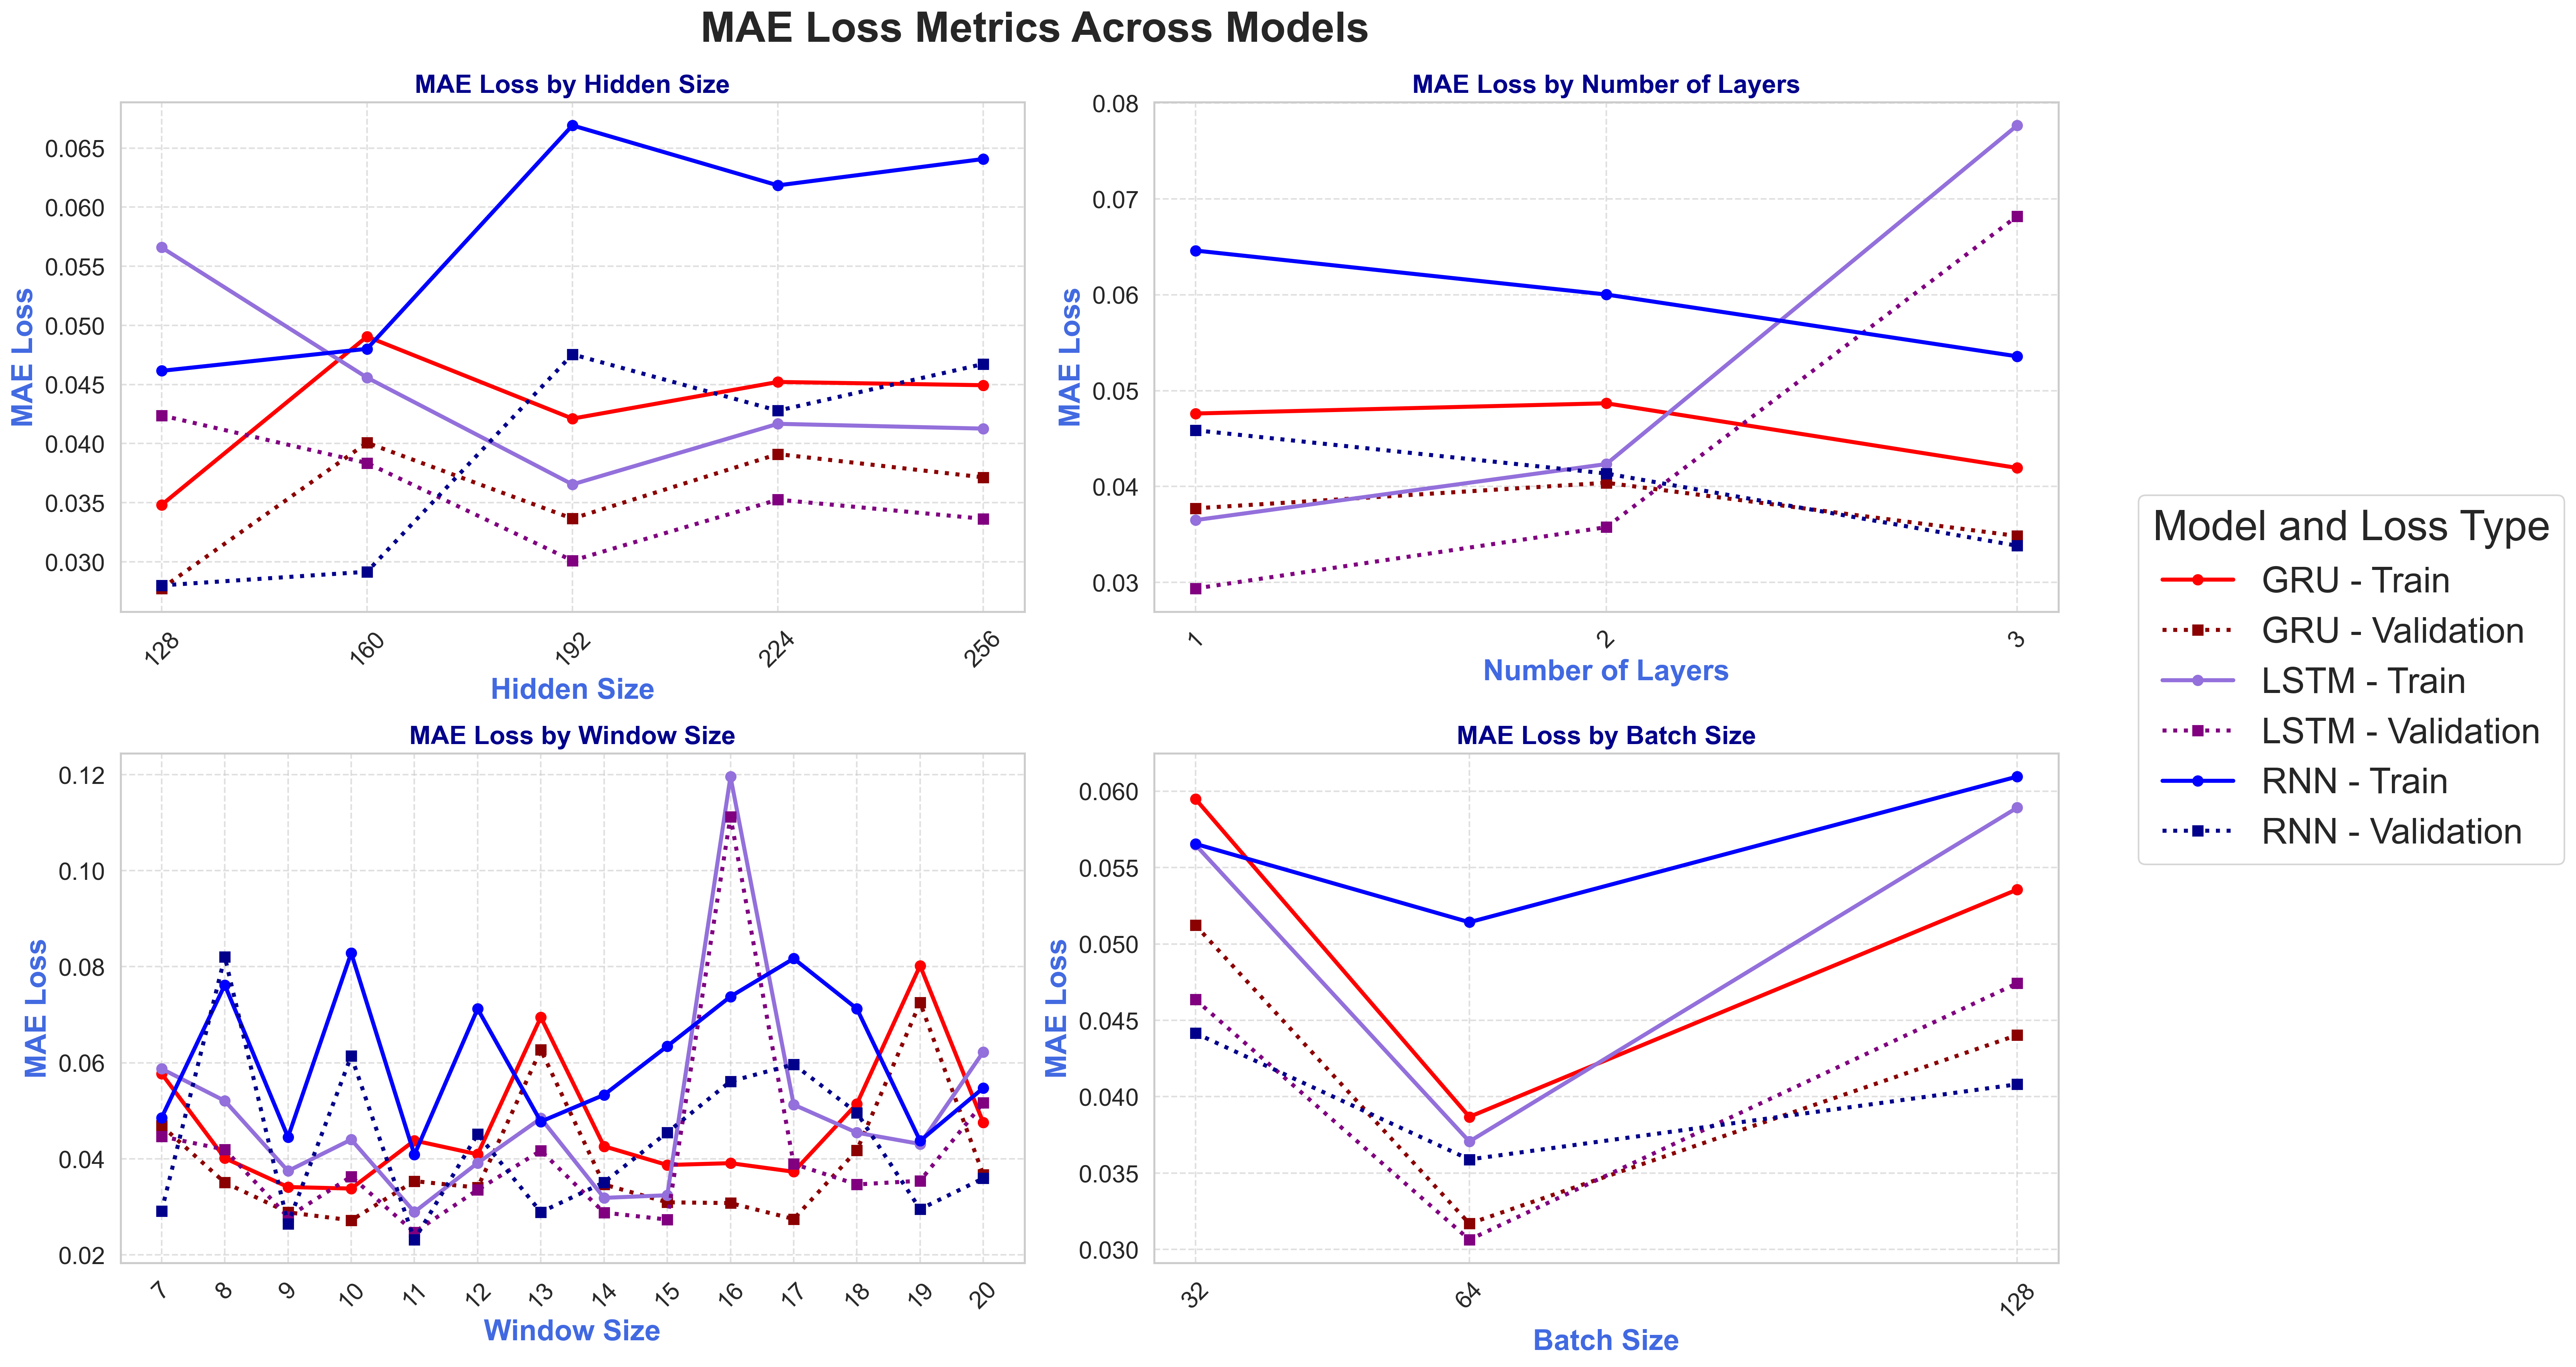 MAE Loss Metrics Across Models
MAE Loss by Hidden Size
MAE Loss
0.065
0.060
0.055
0.050
0.045
0.040
0.035
0.030
128 160 192 224 256
Hidden Size
MAE Loss by Number of Layers
MAE Loss
0.08
0.07
0.06
0.05
0.04
0.03
1 2 3
Number of Layers
MAE Loss by Window Size
MAE Loss
0.12
0.10
0.08
0.06
0.04
0.02
7 8 9 10 11 12 13 14 15 16 17 18 19 20
Window Size
MAE Loss by Batch Size
MAE Loss
0.060
0.055
0.050
0.045
0.040
0.035
0.030
32 64 128
Batch Size
Model and Loss Type
GRU - Train
GRU - Validation
LSTM - Train
LSTM - Validation
RNN - Train
RNN - Validation